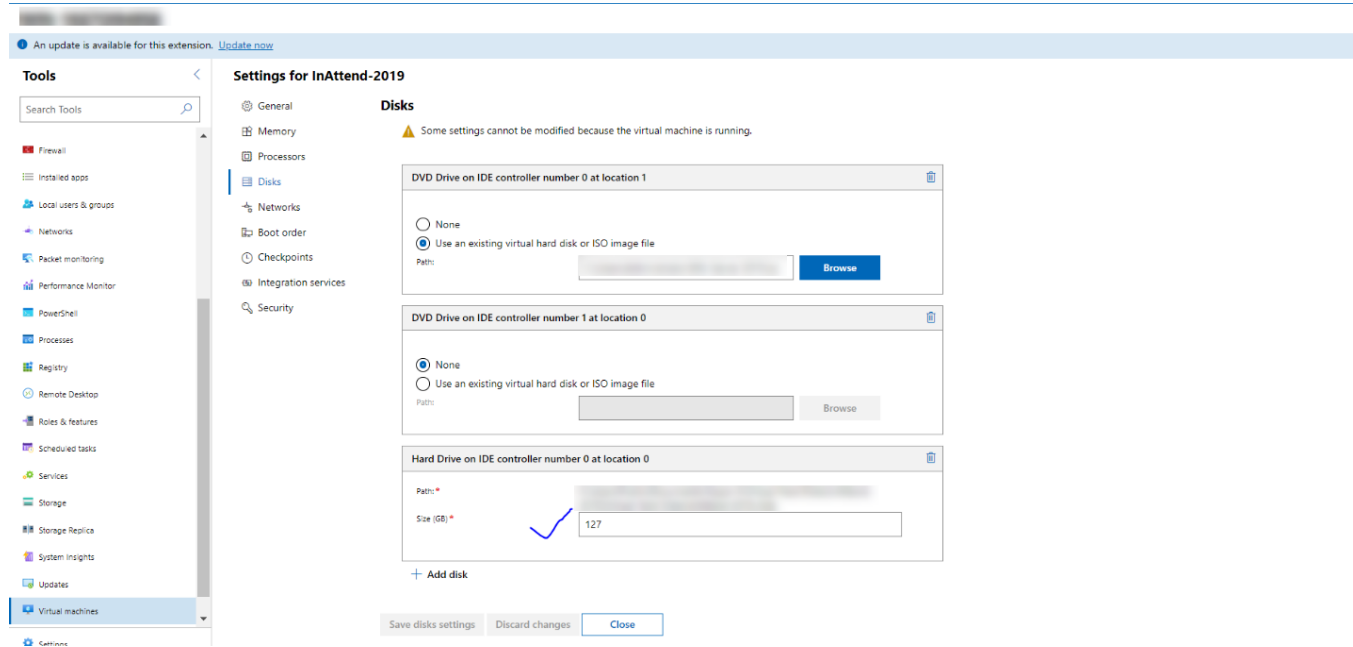 An update is available for this extension. Update now
Tools
Search Tools
Firewall
Installed apps
Local users & groups
Networks
Packet monitoring
Performance Monitor
PowerShell
Processes
Registry
Remote Desktop
Roles & features
Scheduled tasks
Services
Storage
Storage Replica
System Insights
Updates
Virtual machines
Settings
Settings for InAttend-2019
General
Memory
Processors
Disks
Networks
Boot order
Checkpoints
Integration services
Security
Disks
Some settings cannot be modified because the virtual machine is running.
DVD Drive on IDE controller number 0 at location 1
None
Use an existing virtual hard disk or ISO image file
Path:
Browse
DVD Drive on IDE controller number 1 at location 0
None
Use an existing virtual hard disk or ISO image file
Path:
Browse
Hard Drive on IDE controller number 0 at location 0
Path: *
Size (GB) *
127
+ Add disk
Save disks settings Discard changes Close